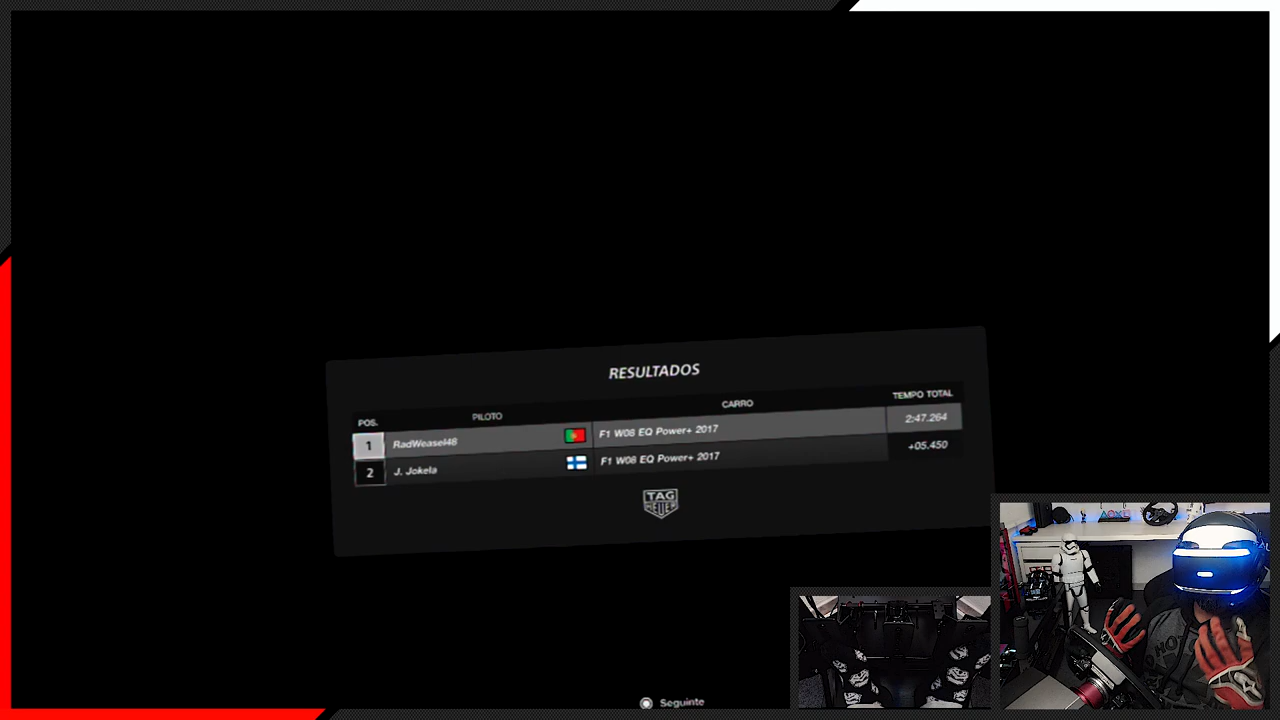 RESULTADOS
POS. PILOTO CARRO TEMPO TOTAL
1 RadWeasel46 F1 W08 EQ Power+ 2017 2:47.264
2 J. Jokela F1 W08 EQ Power+ 2017 +05.450
TAG
HEUER
Seguinte